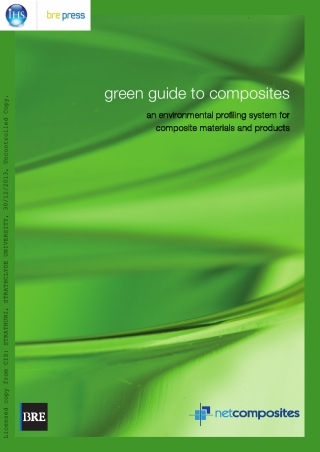 IHS
bre press
green guide to composites
an environmental profiling system for
composite materials and products
Licensed copy from CIS: STRATHUNI, STRATHCLYDE UNIVERSITY, 30/12/2013, Uncontrolled Copy.
BRE
netcomposites